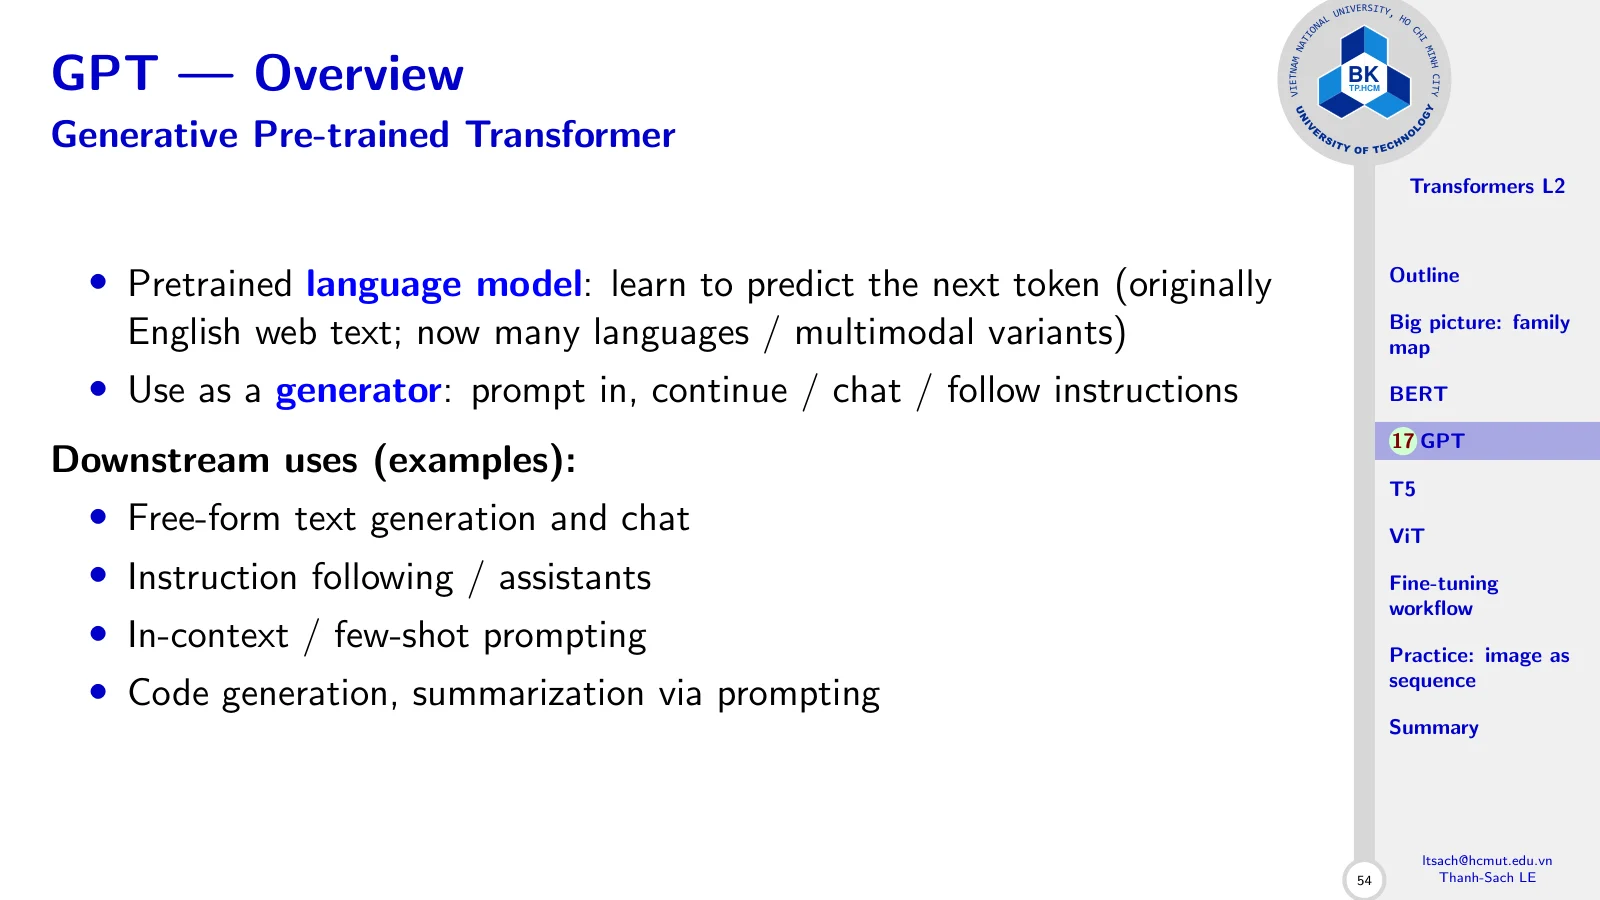 GPT — Overview
Generative Pre-trained Transformer
• Pretrained language model: learn to predict the next token (originally
English web text; now many languages / multimodal variants)
• Use as a generator: prompt in, continue / chat / follow instructions
Downstream uses (examples):
• Free-form text generation and chat
• Instruction following / assistants
• In-context / few-shot prompting
• Code generation, summarization via prompting
VIETNAM NATIONAL UNIVERSITY, HO CHI MINH CITY
BK
TP.HCM
UNIVERSITY OF TECHNOLOGY
Transformers L2
Outline
Big picture: family
map
BERT
17 GPT
T5
ViT
Fine-tuning
workflow
Practice: image as
sequence
Summary
ltsach@hcmut.edu.vn
Thanh-Sach LE
54